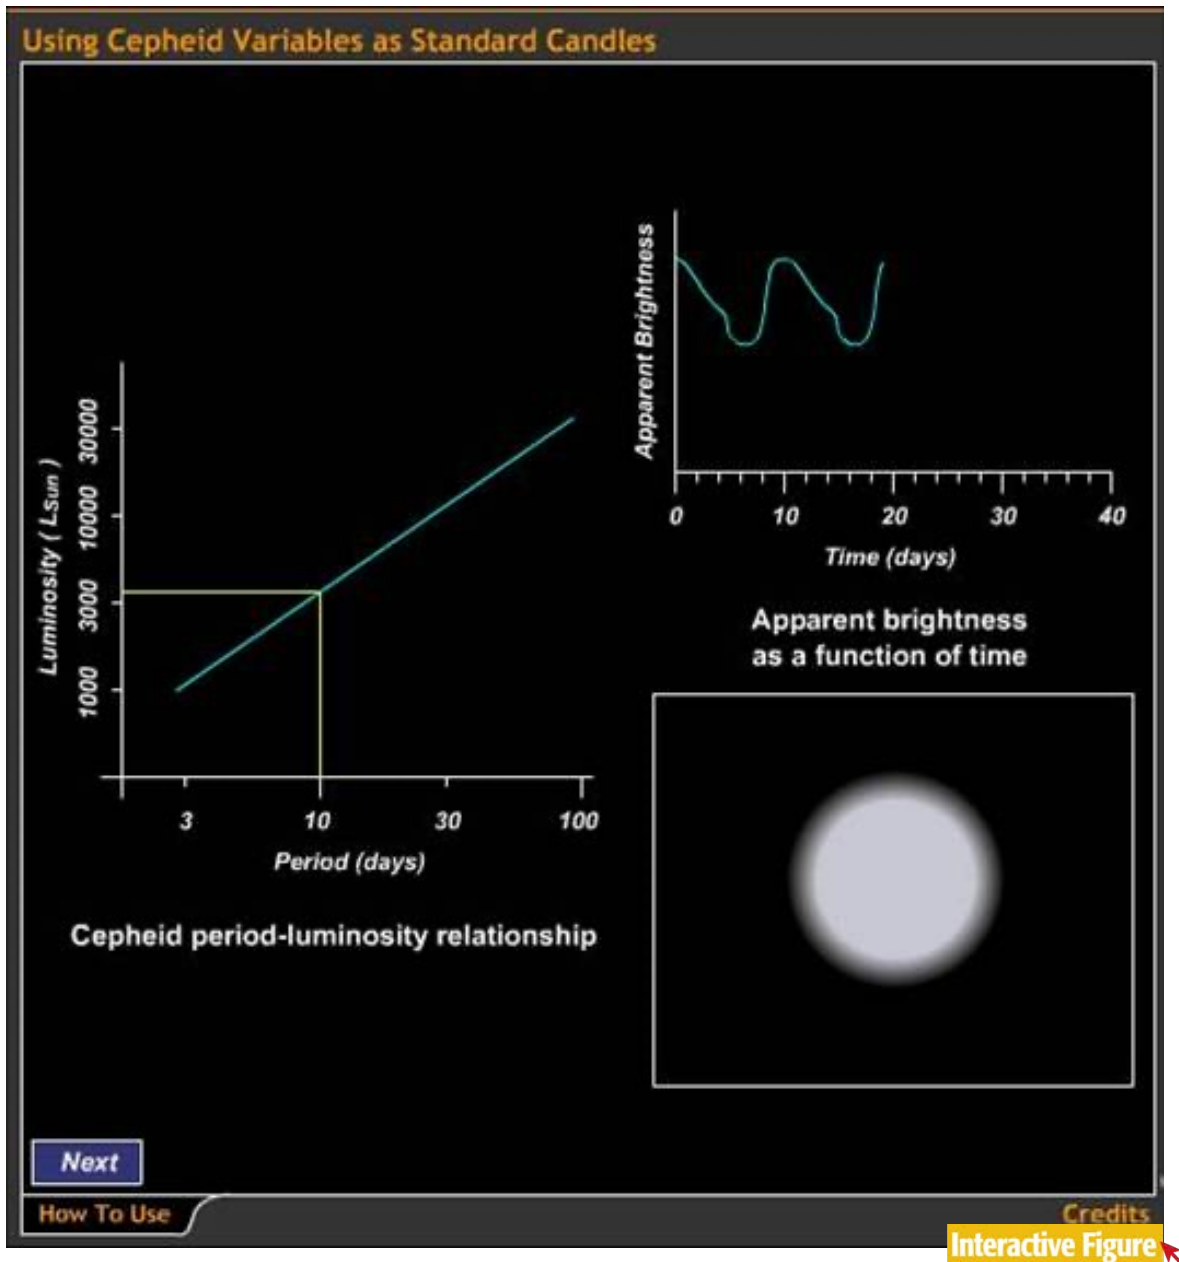 Using Cepheid Variables as Standard Candles
Apparent Brightness
0 10 20 30 40
Time (days)
Apparent brightness
as a function of time
Luminosity ( LSun )
30000
10000
3000
1000
3 10 30 100
Period (days)
Cepheid period-luminosity relationship
Next
How To Use
Credits
Interactive Figure